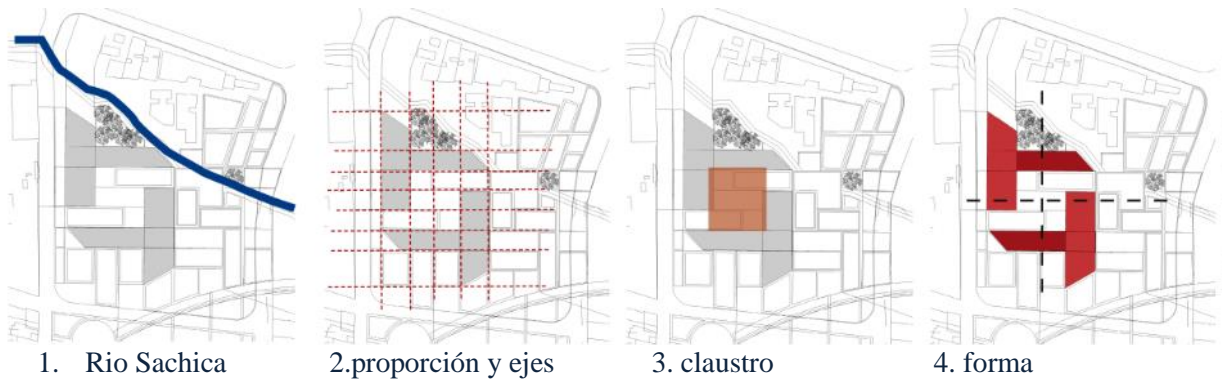 1. Rio Sachica
2.proporción y ejes
3. claustro
4. forma